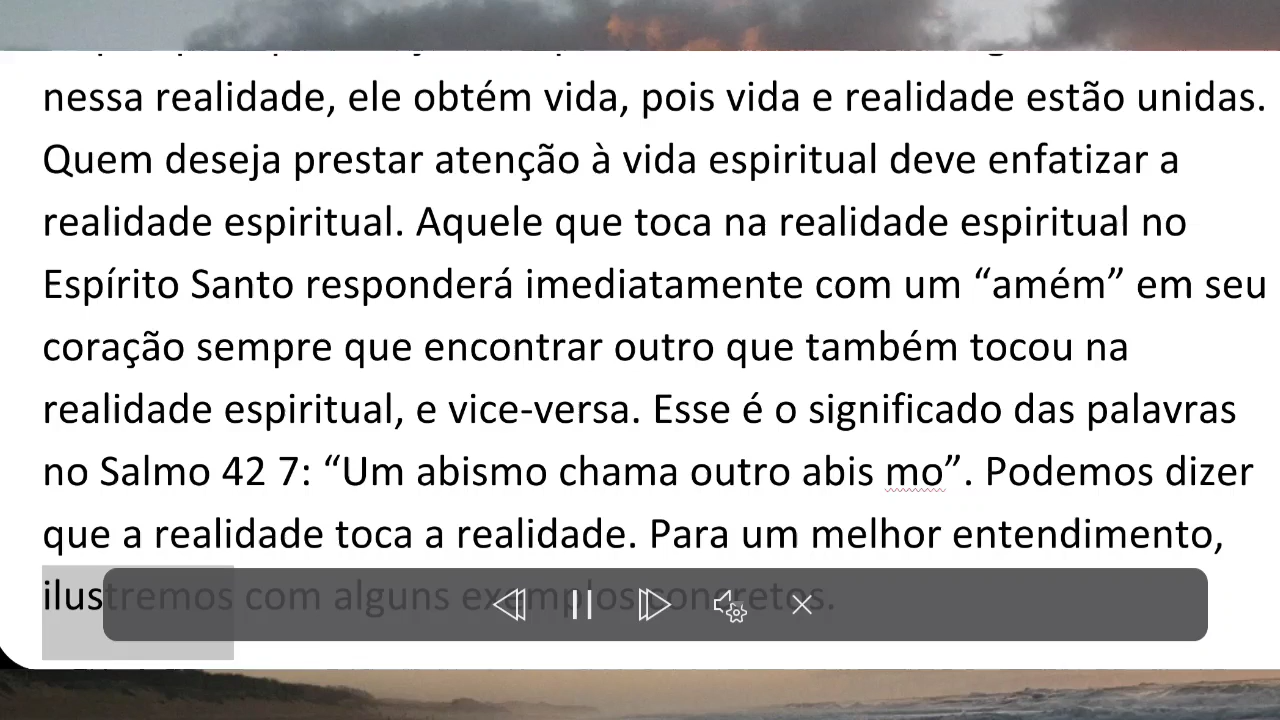 nessa realidade, ele obtém vida, pois vida e realidade estão unidas.
Quem deseja prestar atenção à vida espiritual deve enfatizar a
realidade espiritual. Aquele que toca na realidade espiritual no
Espírito Santo responderá imediatamente com um “amém” em seu
coração sempre que encontrar outro que também tocou na
realidade espiritual, e vice-versa. Esse é o significado das palavras
no Salmo 42 7: “Um abismo chama outro abis mo”. Podemos dizer
que a realidade toca a realidade. Para um melhor entendimento,
ilustremos com alguns exemplos concretos.